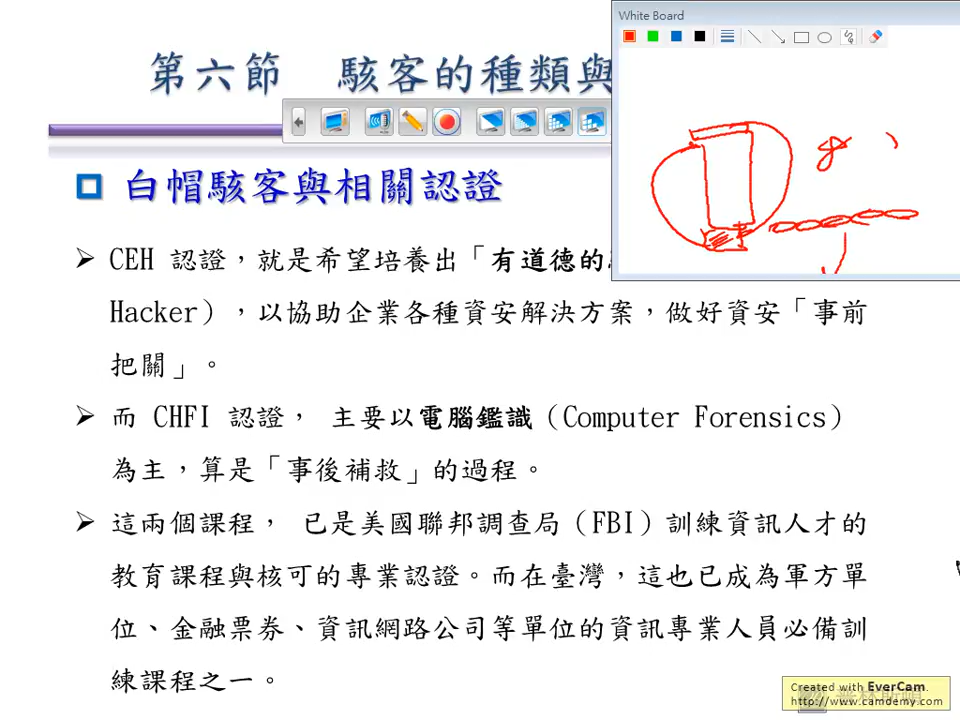 White Board
第六節 駭客的種類與
白帽駭客與相關認證
CEH 認證，就是希望培養出「有道德的
Hacker），以協助企業各種資安解決方案，做好資安「事前
把關」。
而 CHFI 認證， 主要以電腦鑑識（Computer Forensics）
為主，算是「事後補救」的過程。
這兩個課程， 已是美國聯邦調查局（FBI）訓練資訊人才的
教育課程與核可的專業認證。而在臺灣，這也已成為軍方單
位、金融票券、資訊網路公司等單位的資訊專業人員必備訓
練課程之一。
Created with EverCam.
http://www.camdemy.com